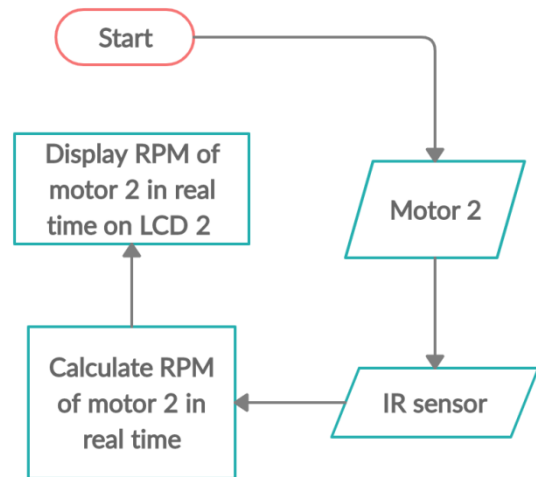 Start
Motor 2
IR sensor
Calculate RPM
of motor 2 in
real time
Display RPM of
motor 2 in real
time on LCD 2